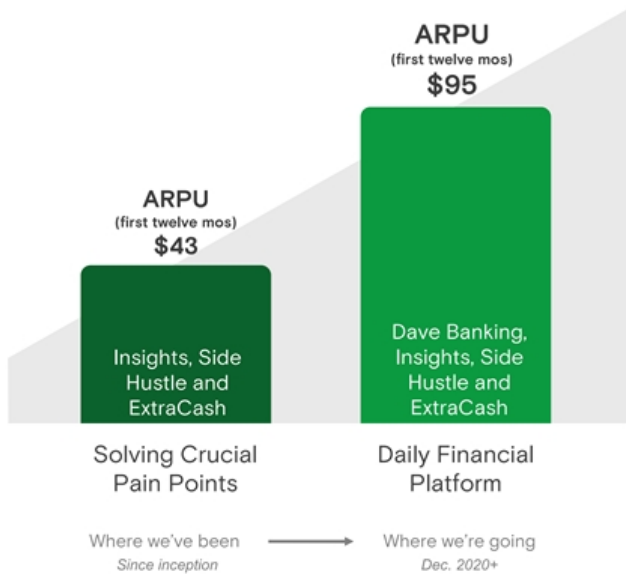 ARPU
(first twelve mos)
$95
ARPU
(first twelve mos)
$43
Insights, Side
Hustle and
ExtraCash
Dave Banking,
Insights, Side
Hustle and
ExtraCash
Solving Crucial
Pain Points
Daily Financial
Platform
Where we've been
Since inception
Where we're going
Dec. 2020+